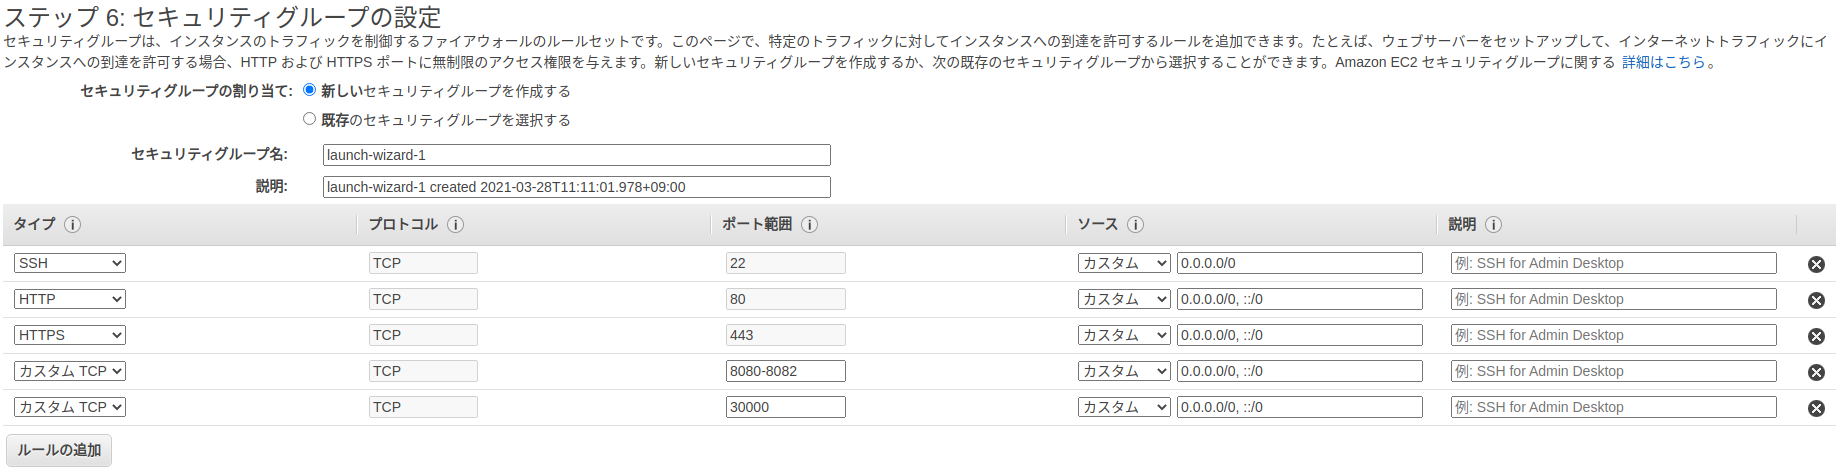 ステップ 6: セキュリティグループの設定
セキュリティグループは、インスタンスのトラフィックを制御するファイアウォールのルールセットです。このページで、特定のトラフィックに対してインスタンスへの到達を許可するルールを追加できます。たとえば、ウェブサーバーをセットアップして、インターネットトラフィックにイ
ンスタンスへの到達を許可する場合、HTTP および HTTPS ポートに無制限のアクセス権限を与えます。新しいセキュリティグループを作成するか、次の既存のセキュリティグループから選択することができます。Amazon EC2 セキュリティグループに関する 詳細はこちら 。
セキュリティグループの割り当て: 新しいセキュリティグループを作成する
既存のセキュリティグループを選択する
セキュリティグループ名: launch-wizard-1
説明: launch-wizard-1 created 2021-03-28T11:11:01.978+09:00
タイプ i プロトコル i ポート範囲 i ソース i 説明 i
SSH TCP 22 カスタム 0.0.0.0/0 例: SSH for Admin Desktop
HTTP TCP 80 カスタム 0.0.0.0/0, ::/0 例: SSH for Admin Desktop
HTTPS TCP 443 カスタム 0.0.0.0/0, ::/0 例: SSH for Admin Desktop
カスタム TCP TCP 8080-8082 カスタム 0.0.0.0/0, ::/0 例: SSH for Admin Desktop
カスタム TCP TCP 30000 カスタム 0.0.0.0/0, ::/0 例: SSH for Admin Desktop
ルールの追加